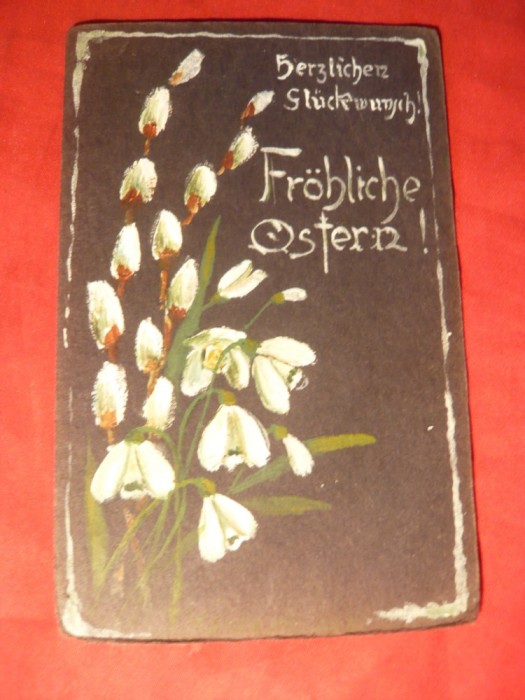 Herzlichen
Glückwunsch!
Fröhliche
Ostern!